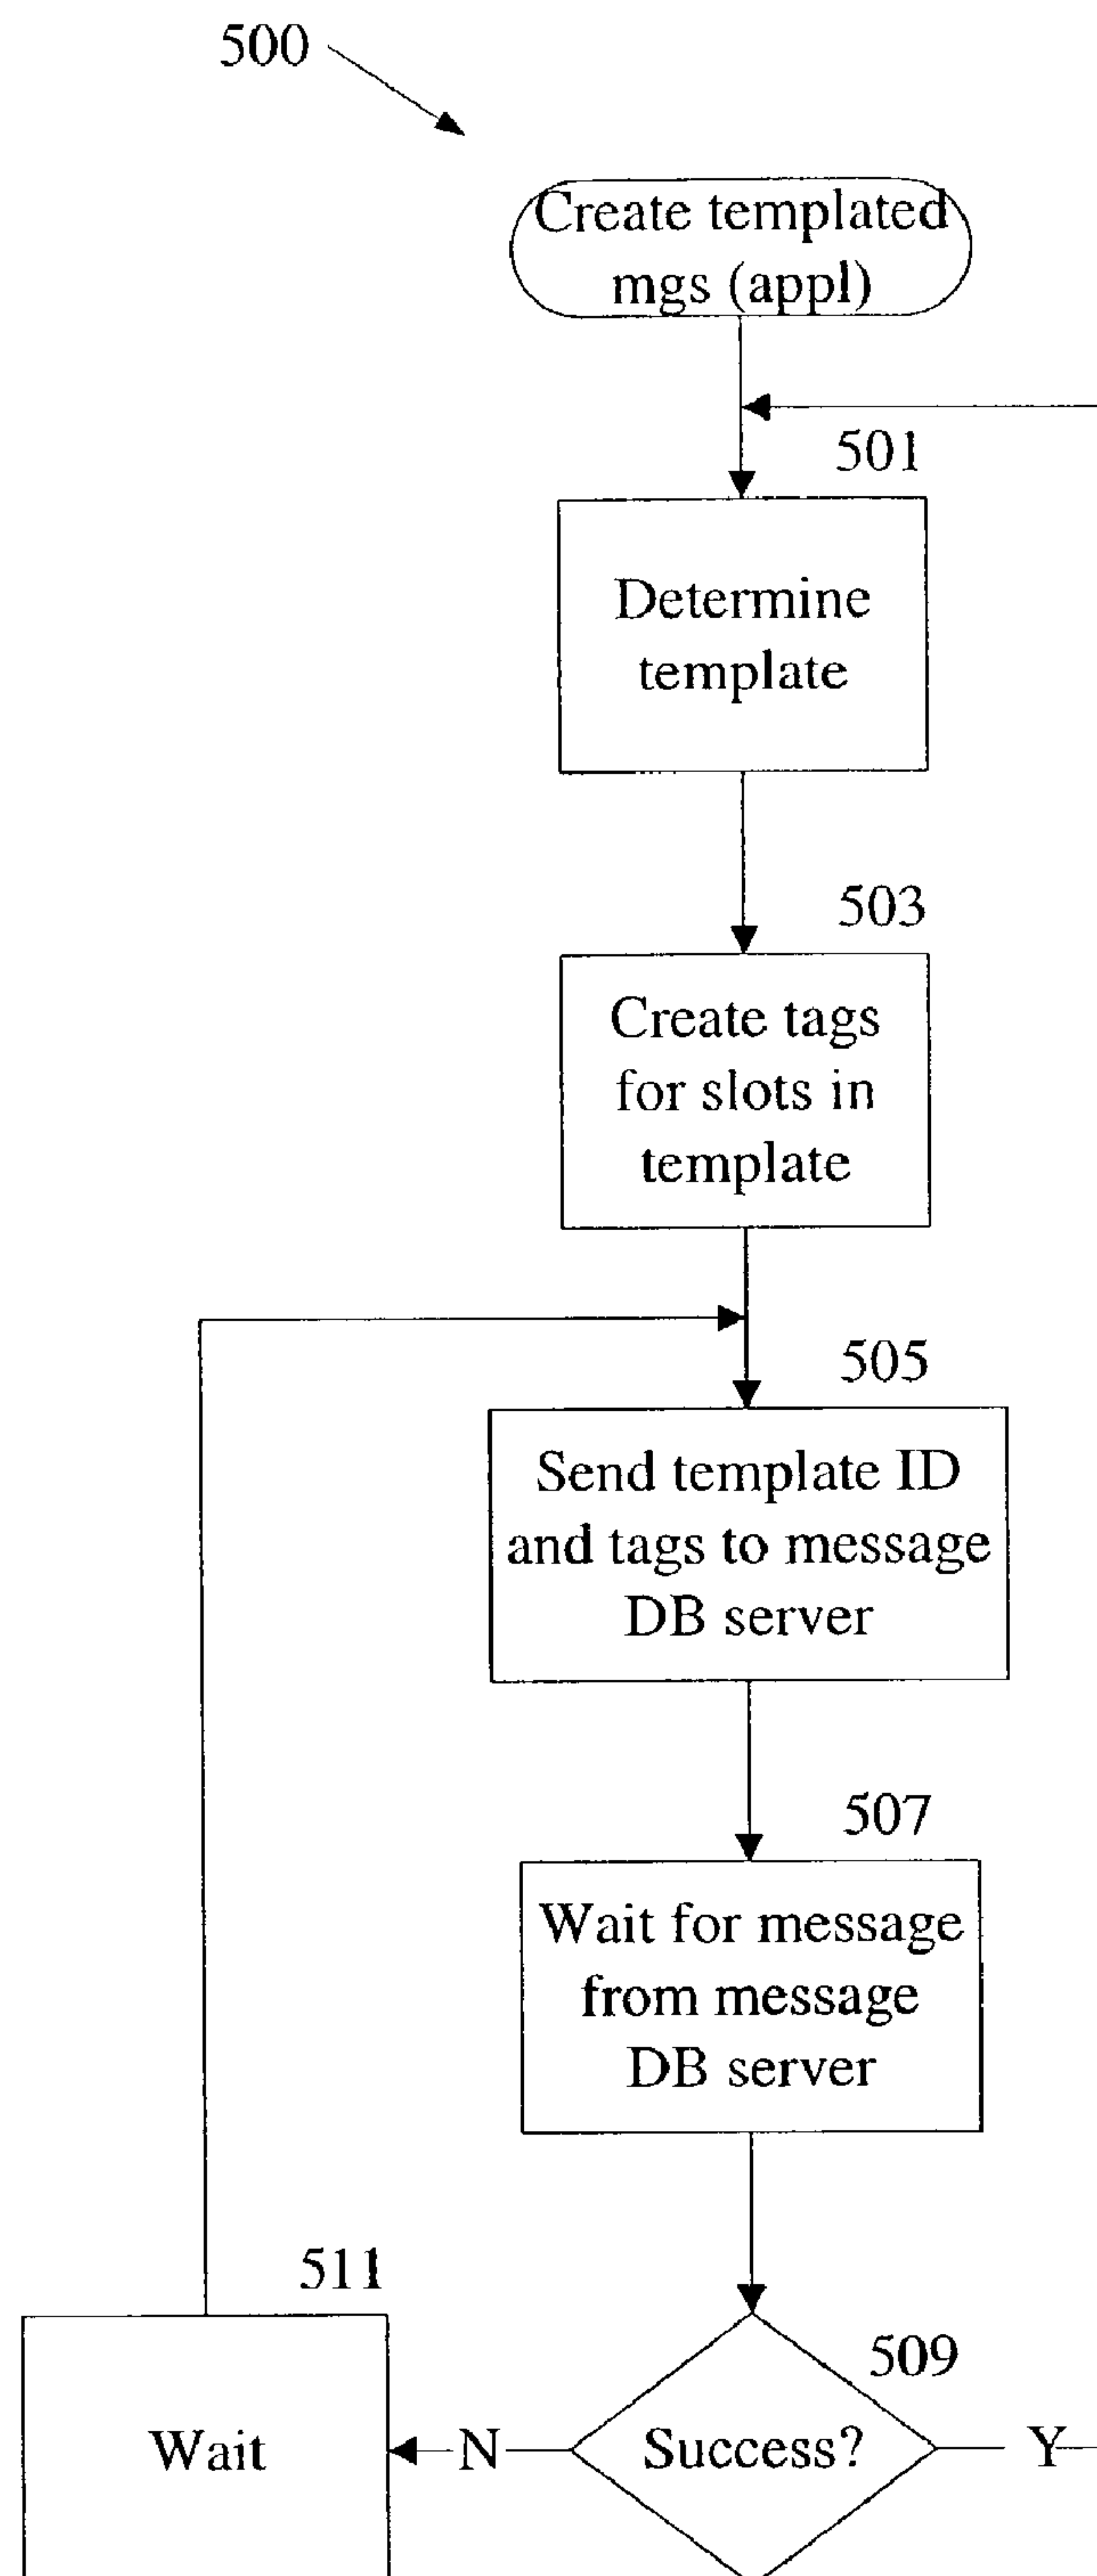 500
Create templated
mgs (appl)
501
Determine
template
503
Create tags
for slots in
template
505
Send template ID
and tags to message
DB server
507
Wait for message
from message
DB server
511
509
Wait
N
Success?
Y